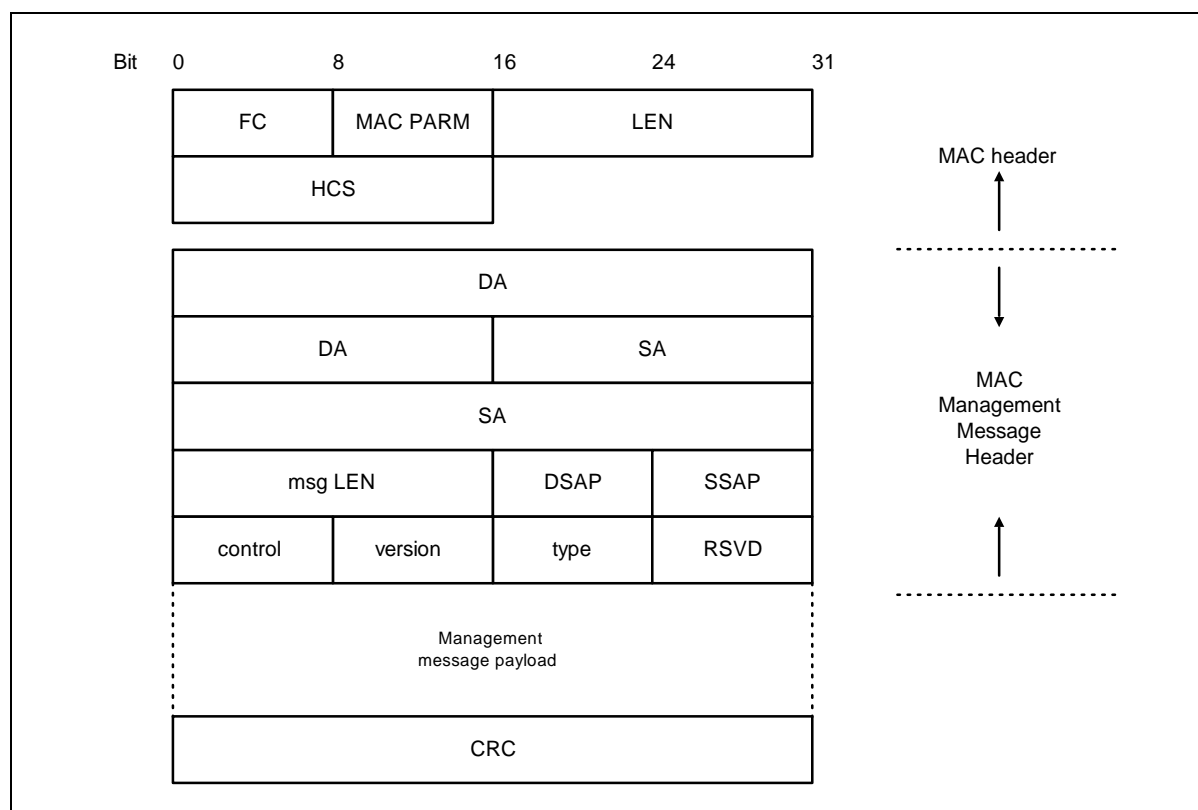 Bit 0 8 16 24 31
FC MAC PARM LEN
MAC header
HCS
DA
DA SA
MAC
Management
Message
Header
SA
msg LEN DSAP SSAP
control version type RSVD
Management
message payload
CRC